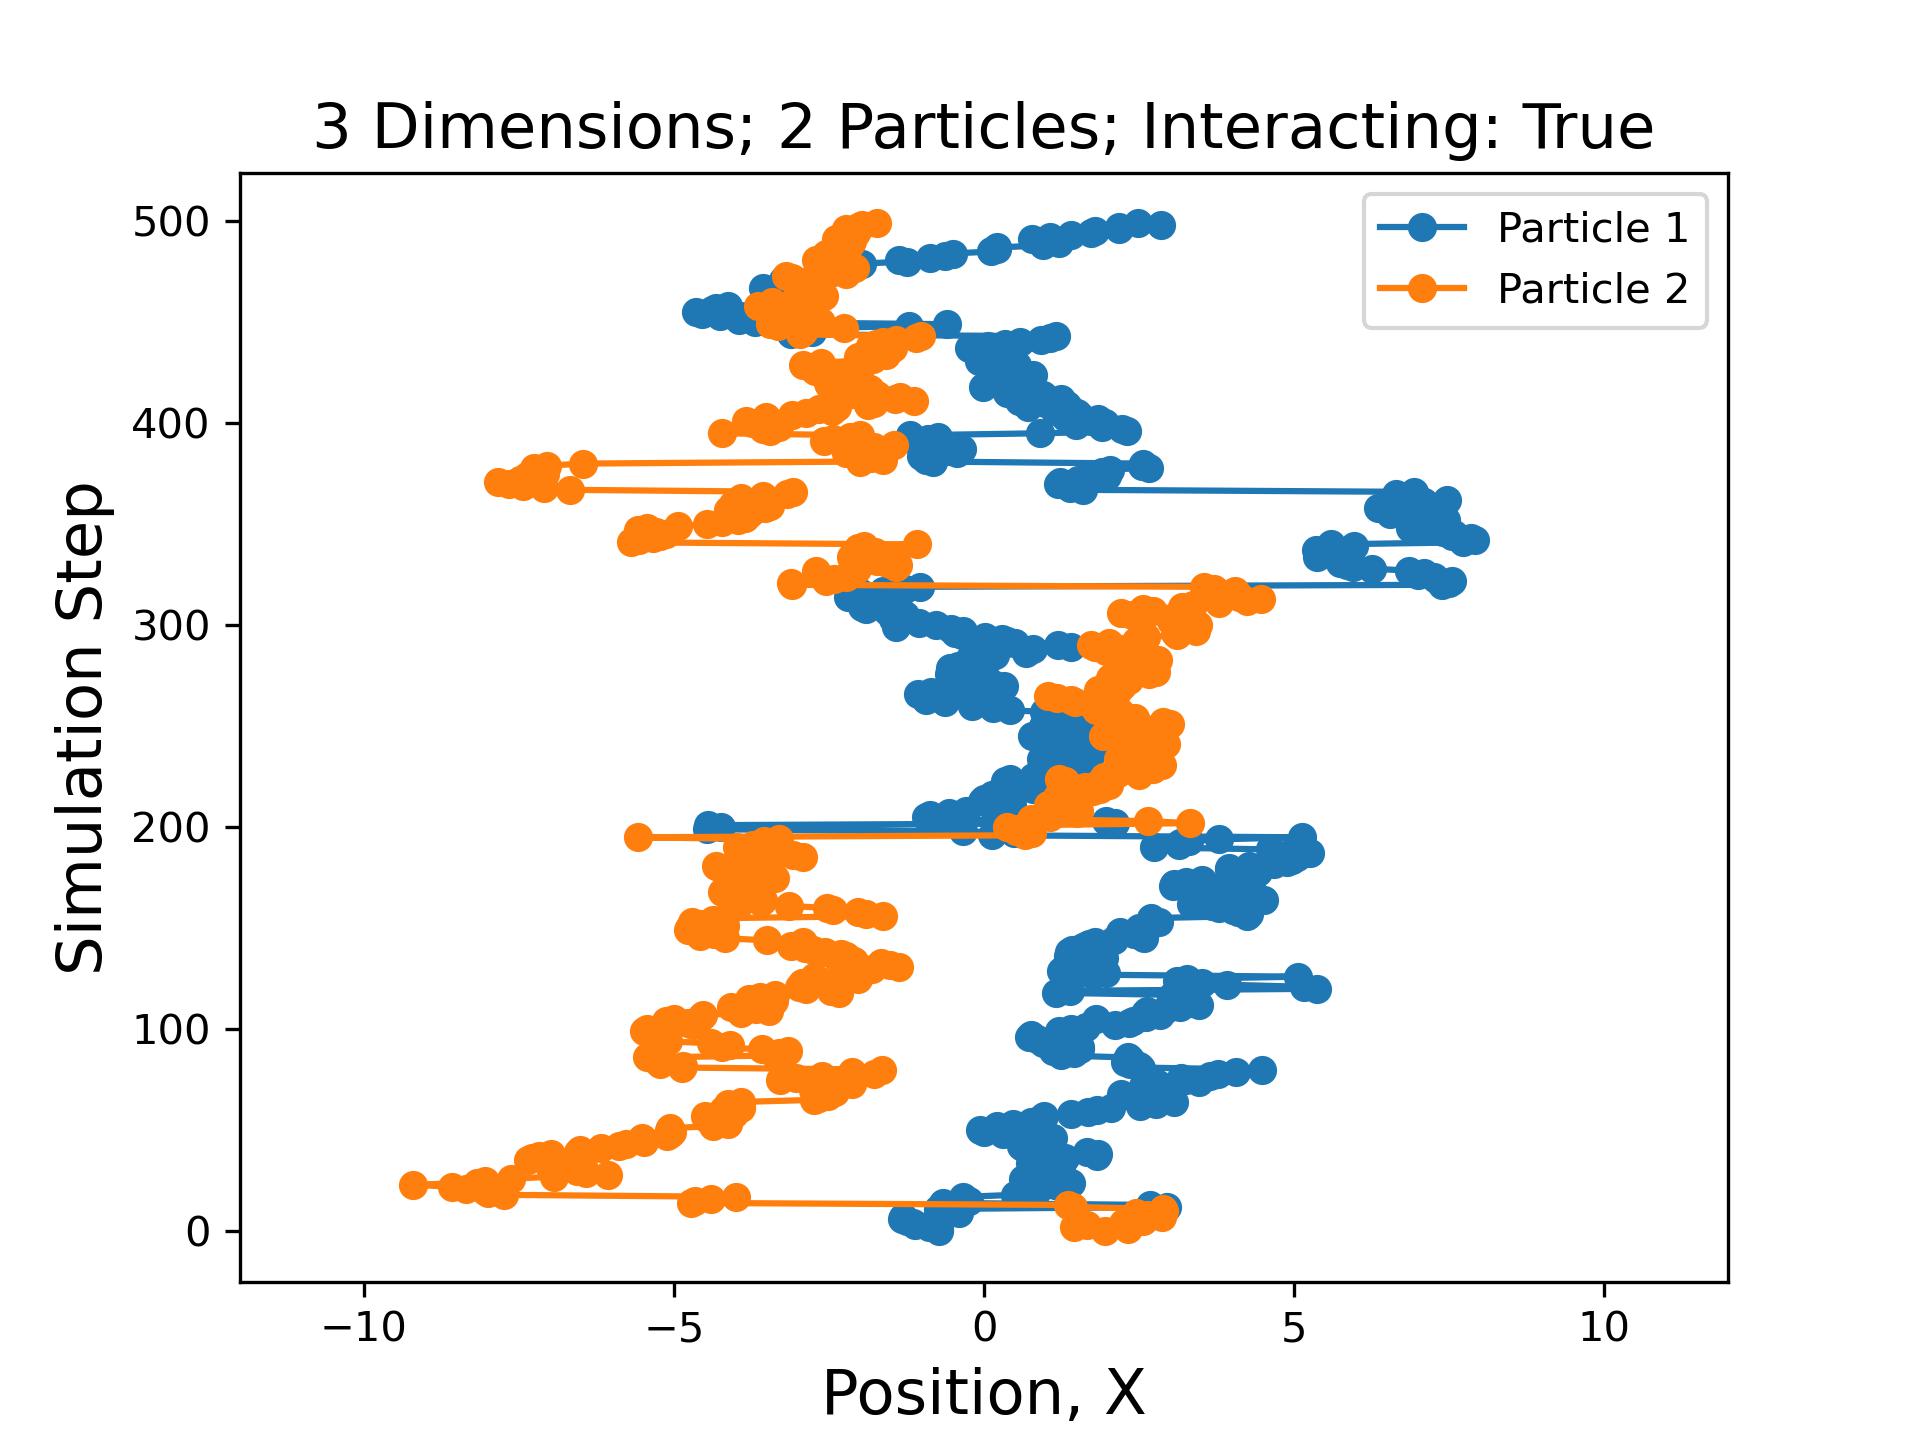 3 Dimensions; 2 Particles; Interacting: True
Particle 1
Particle 2
Simulation Step
500
400
300
200
100
0
−10
−5
0
5
10
Position, X